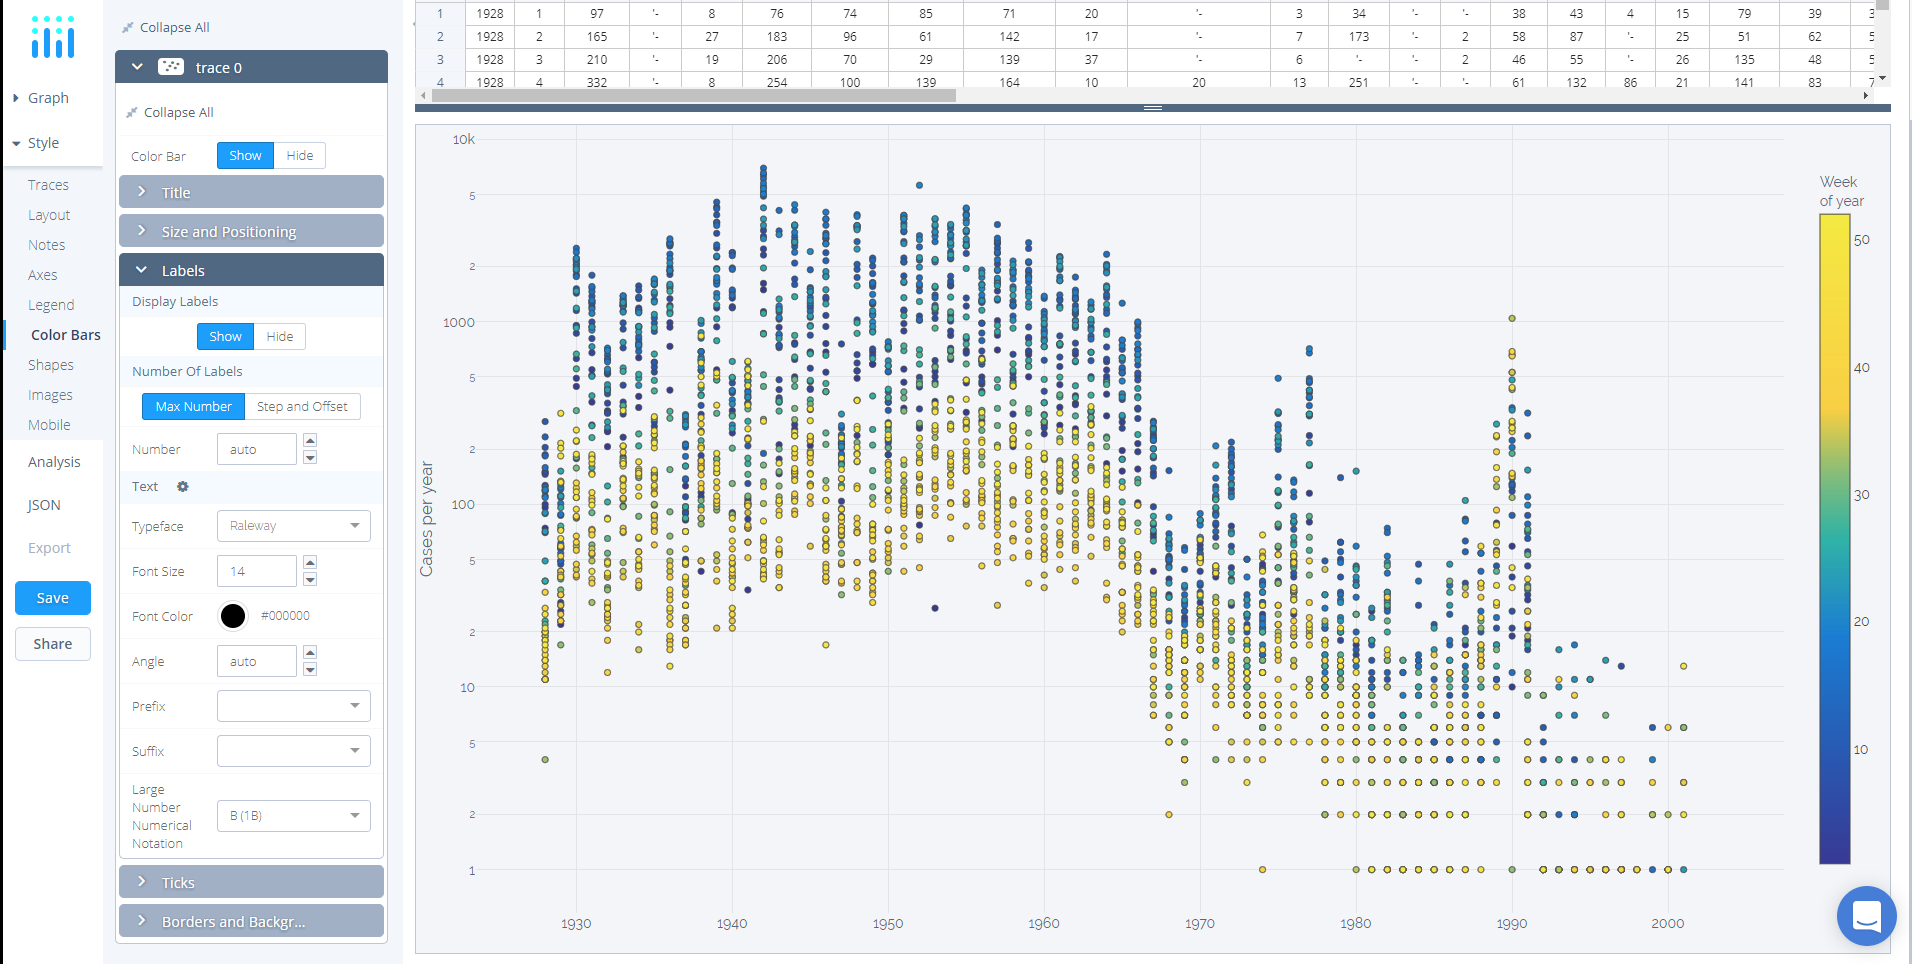 Graph
Style
Traces
Layout
Notes
Axes
Legend
Color Bars
Shapes
Images
Mobile
Analysis
JSON
Export
Save
Share
Collapse All
trace 0
Collapse All
Color Bar Show Hide
Title
Size and Positioning
Labels
Display Labels
Show Hide
Number Of Labels
Max Number Step and Offset
Number auto
Text
Typeface Raleway
Font Size 14
Font Color #000000
Angle auto
Prefix
Suffix
Large
Number
Numerical
Notation
B (1B)
Ticks
Borders and Backgr...
1 1928 1 97 '- 8 76 74 85 71 20 '- 3 34 '- '- 38 43 4 15 79 39
2 1928 2 165 '- 27 183 96 61 142 17 '- 7 173 '- 2 58 87 '- 25 51 62
3 1928 3 210 '- 19 206 70 29 139 37 '- 6 '- '- 2 46 55 '- 26 135 48
4 1928 4 332 '- 8 254 100 139 164 10 20 13 251 '- '- 61 132 86 21 141 83
Cases per year
10k
5
2
1000
5
2
100
5
2
10
5
2
1
1930 1940 1950 1960 1970 1980 1990 2000
Week
of year
50
40
30
20
10